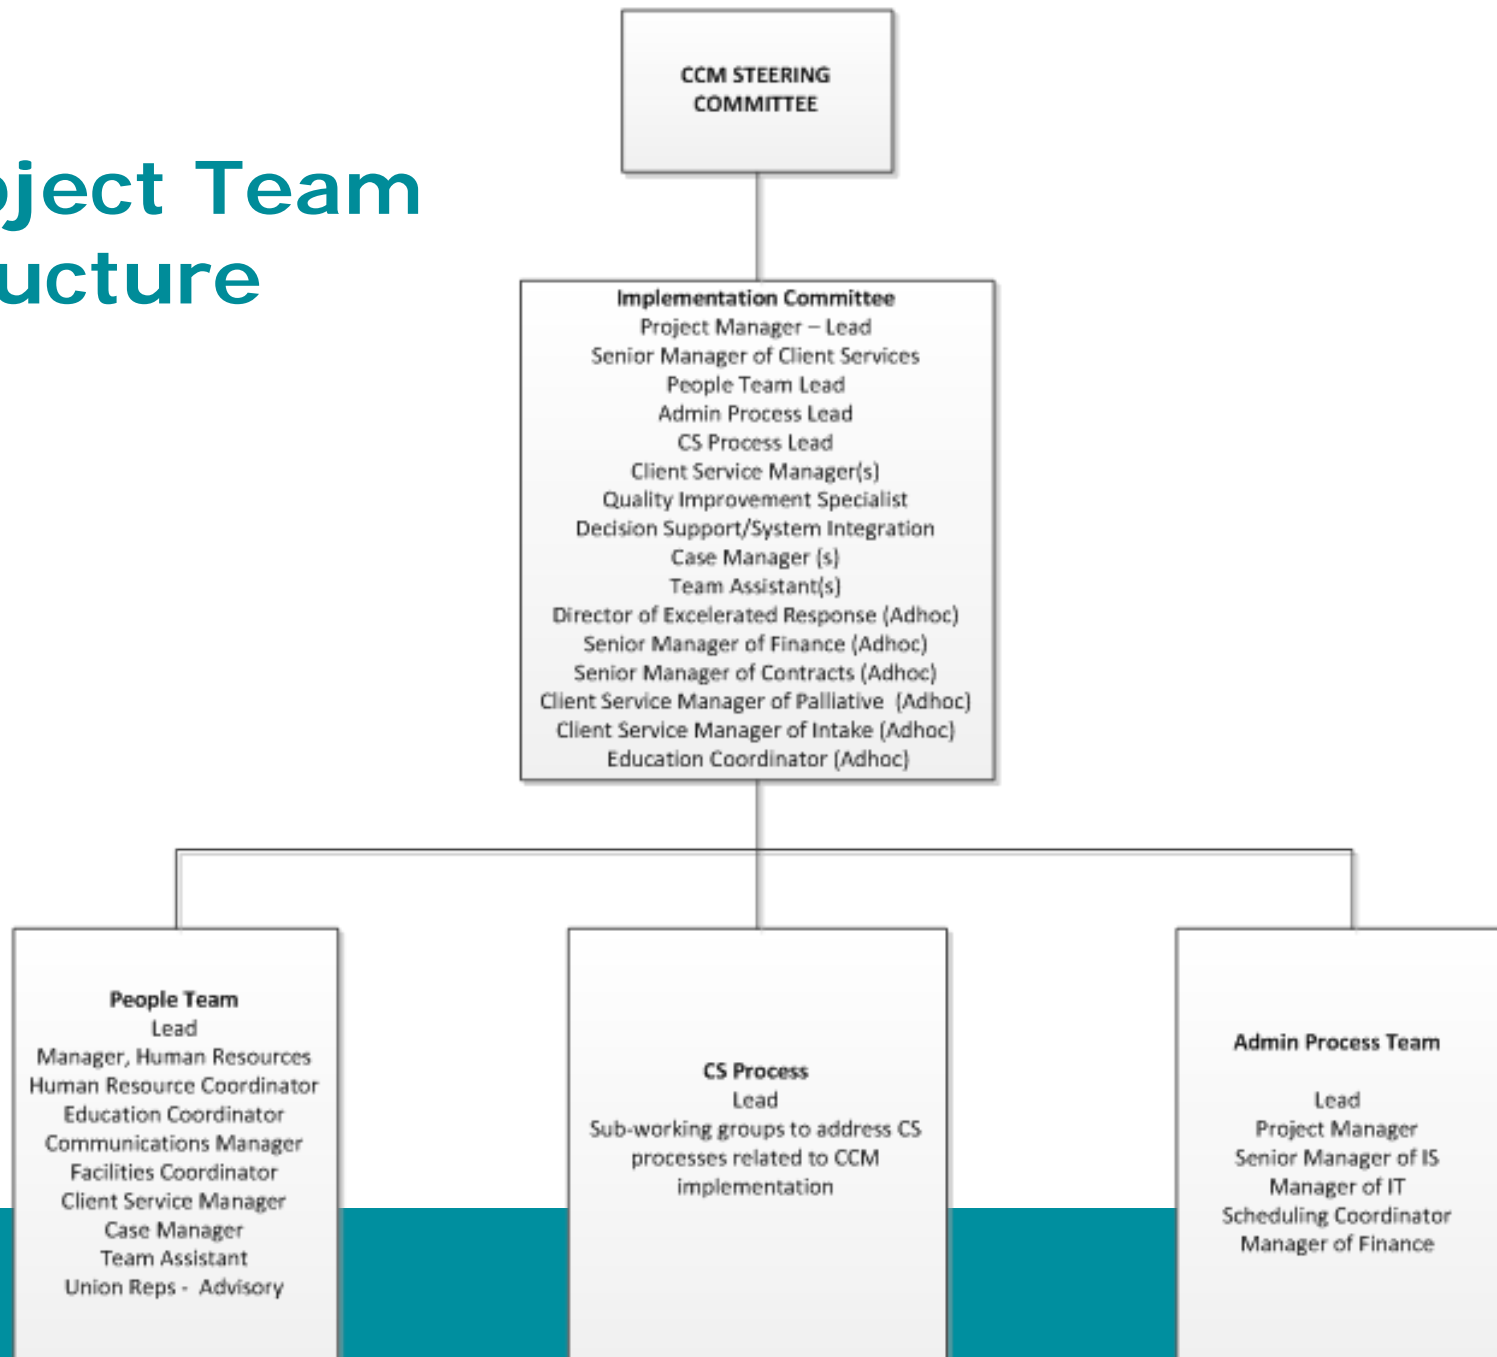 CCM STEERING
COMMITTEE
oject Team
ucture
Implementation Committee
Project Manager – Lead
Senior Manager of Client Services
People Team Lead
Admin Process Lead
CS Process Lead
Client Service Manager(s)
Quality Improvement Specialist
Decision Support/System Integration
Case Manager (s)
Team Assistant(s)
Director of Excelerated Response (Adhoc)
Senior Manager of Finance (Adhoc)
Senior Manager of Contracts (Adhoc)
Client Service Manager of Palliative  (Adhoc)
Client Service Manager of Intake (Adhoc)
Education Coordinator (Adhoc)
People Team
Lead
Manager, Human Resources
Human Resource Coordinator
Education Coordinator
Communications Manager
Facilities Coordinator
Client Service Manager
Case Manager
Team Assistant
Union Reps -  Advisory
CS Process
Lead
Sub-working groups to address CS
processes related to CCM
implementation
Admin Process Team
Lead
Project Manager
Senior Manager of IS
Manager of IT
Scheduling Coordinator
Manager of Finance